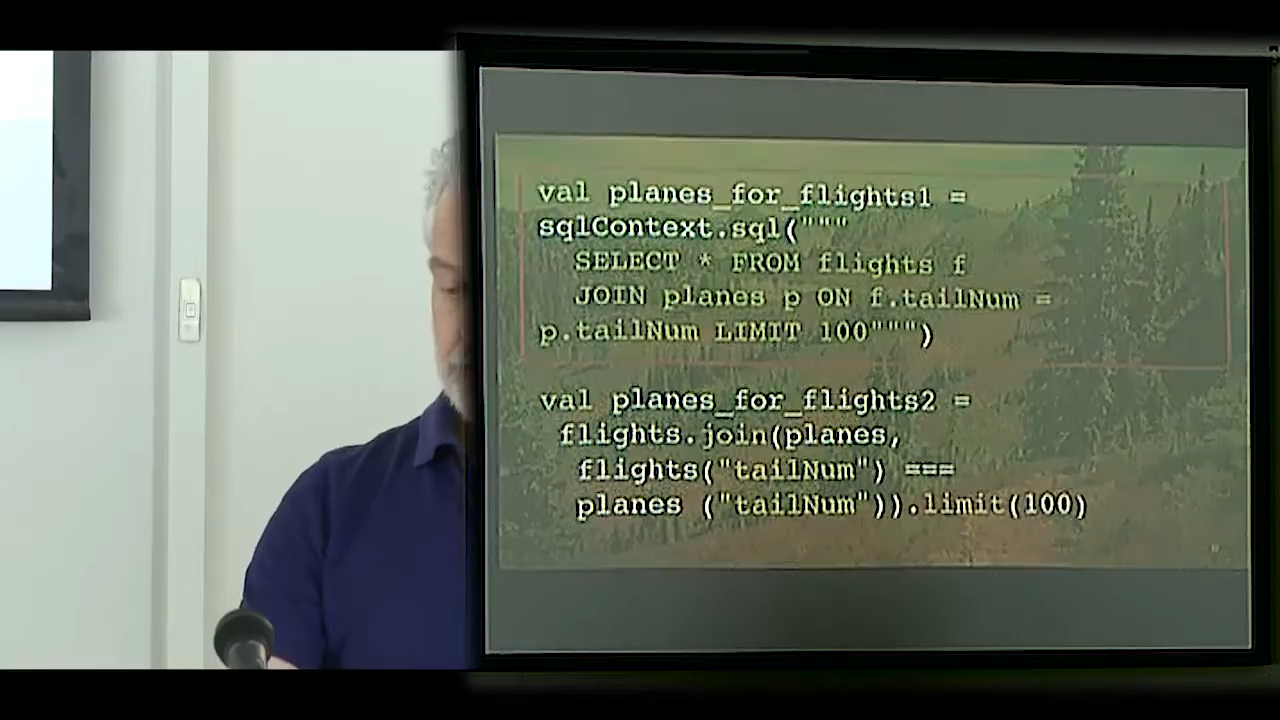 val planes_for_flights1 =
sqlContext.sql("""
SELECT * FROM flights f
JOIN planes p ON f.tailNum =
p.tailNum LIMIT 100""")
val planes_for_flights2 =
flights.join(planes,
flights("tailNum") ===
planes ("tailNum")).limit(100)